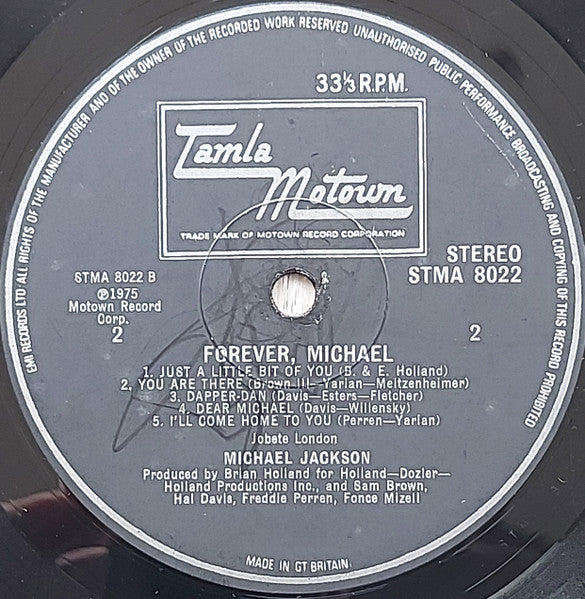 EMI RECORDS LTD ALL RIGHTS OF THE MANUFACTURER AND OF THE OWNER OF THE RECORDED WORK RESERVED UNAUTHORISED PUBLIC PERFORMANCE BROADCASTING AND COPYING OF THIS RECORD PROHIBITED
33⅓ R.P.M.
Tamla
Motown
TRADE MARK OF MOTOWN RECORD CORPORATION
STEREO
STMA 8022
STMA 8022 B
℗1975
Motown Record
Corp.
2
2
FOREVER, MICHAEL
1. JUST A LITTLE BIT OF YOU (B. & E. Holland)
2. YOU ARE THERE (Brown III—Yarian—Meltzenheimer)
3. DAPPER-DAN (Davis—Esters—Fletcher)
4. DEAR MICHAEL (Davis—Willensky)
5. I'LL COME HOME TO YOU (Perren—Yarian)
Jobete London
MICHAEL JACKSON
Produced by Brian Holland for Holland—Dozier—
Holland Productions Inc., and Sam Brown,
Hal Davis, Freddie Perren, Fonce Mizell
MADE IN GT BRITAIN